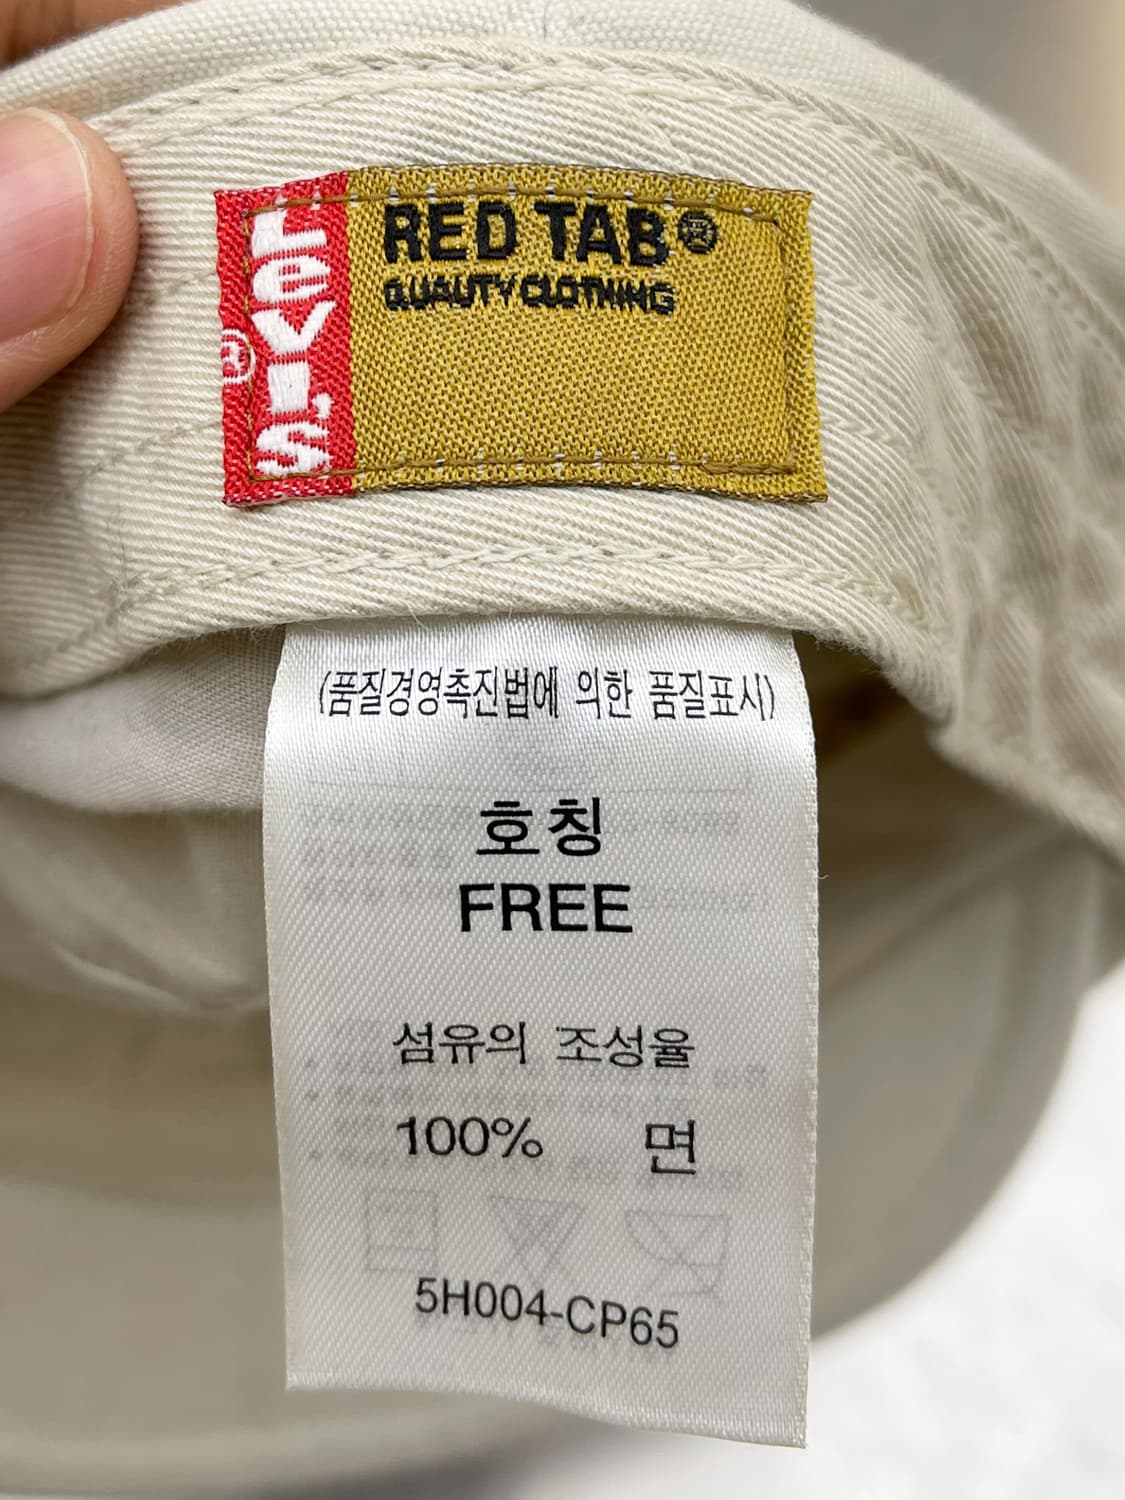 Levi's®
RED TAB®
QUALITY CLOTHING
(품질경영촉진법에 의한 품질표시)
호칭
FREE
섬유의 조성율
100% 면
5H004-CP65